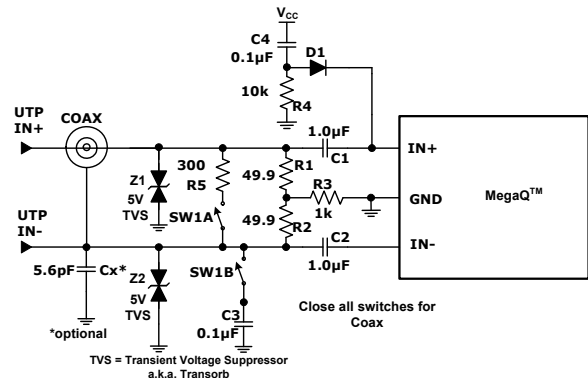 VCC
C4
0.1µF
D1
10k
R4
UTP
IN+
COAX
1.0µF
C1
IN+
300
R5
49.9
R1
R3
1k
GND
MegaQ™
Z1
5V
TVS
SW1A
49.9
R2
UTP
IN-
C2
1.0µF
IN-
5.6pF
Cx*
Z2
5V
TVS
SW1B
C3
0.1µF
Close all switches for
Coax
*optional
TVS = Transient Voltage Suppressor
a.k.a. Transorb